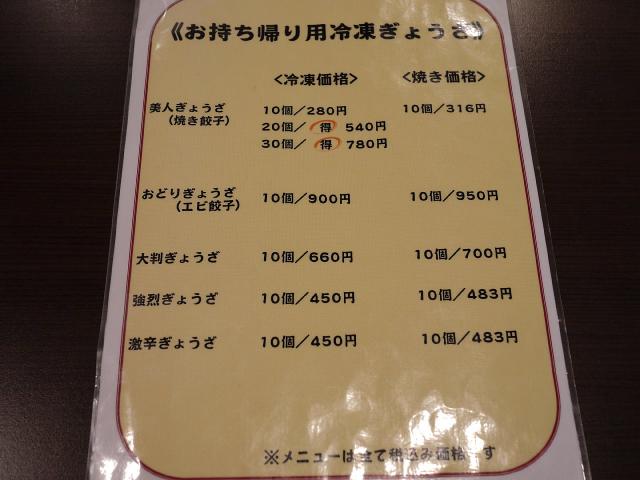 《お持ち帰り用冷凍ぎょうざ》
<冷凍価格> <焼き価格>
美人ぎょうざ 10個／280円 10個／316円
(焼き餃子) 20個／ 得 540円
30個／ 得 780円
おどりぎょうざ 10個／900円 10個／950円
(エビ餃子)
大判ぎょうざ 10個／660円 10個／700円
強烈ぎょうざ 10個／450円 10個／483円
激辛ぎょうざ 10個／450円 10個／483円
※メニューは全て税込み価格です